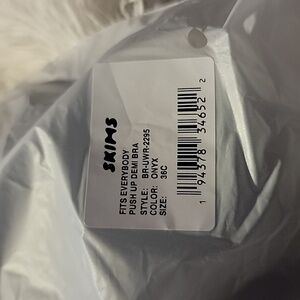 SKIMS
FITS EVERYBODY
PUSH UP DEMI BRA
STYLE: BR-UWR-2295
COLOR: ONYX
SIZE: 36C
1 94378 34652 2